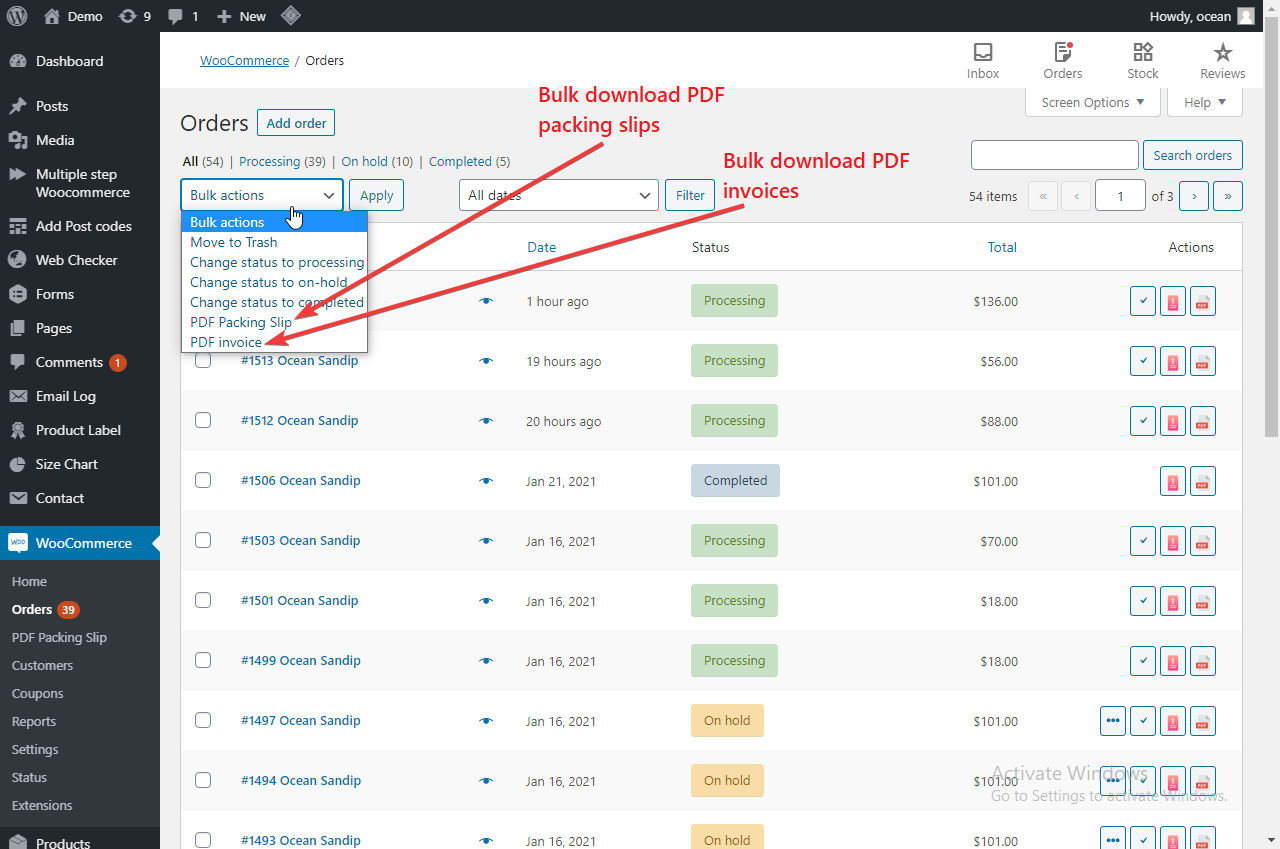 Demo 9 1 New Howdy, ocean
Dashboard
Posts
Media
Multiple step
Woocommerce
Add Post codes
Web Checker
Forms
Pages
Comments 1
Email Log
Product Label
Size Chart
Contact
WooCommerce
Home
Orders 39
PDF Packing Slip
Customers
Coupons
Reports
Settings
Status
Extensions
Products
WooCommerce / Orders
Inbox Orders Stock Reviews
Screen Options Help
Bulk download PDF
packing slips
Bulk download PDF
invoices
Orders Add order
All (54) | Processing (39) | On hold (10) | Completed (5)
Search orders
Bulk actions Apply All dates Filter 54 items « ‹ 1 of 3 › »
Bulk actions
Move to Trash
Change status to processing
Change status to on-hold
Change status to completed
PDF Packing Slip
PDF invoice
Date Status Total Actions
1 hour ago Processing $136.00
#1513 Ocean Sandip 19 hours ago Processing $56.00
#1512 Ocean Sandip 20 hours ago Processing $88.00
#1506 Ocean Sandip Jan 21, 2021 Completed $101.00
#1503 Ocean Sandip Jan 16, 2021 Processing $70.00
#1501 Ocean Sandip Jan 16, 2021 Processing $18.00
#1499 Ocean Sandip Jan 16, 2021 Processing $18.00
#1497 Ocean Sandip Jan 16, 2021 On hold $101.00
#1494 Ocean Sandip Jan 16, 2021 On hold $101.00
#1493 Ocean Sandip Jan 16, 2021 On hold $101.00
Activate Windows
Go to Settings to activate Windows.